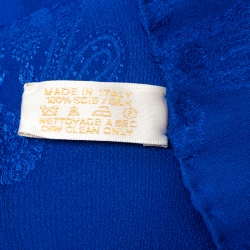 MADE IN ITALY
100% SOIE / SILK
NETTOYAGE A SEC
DRY CLEAN ONLY